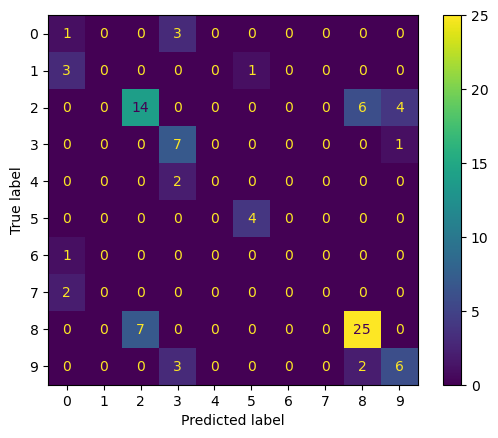 True label
0 1 0 0 3 0 0 0 0 0 0
1 3 0 0 0 0 1 0 0 0 0
2 0 0 14 0 0 0 0 0 6 4
3 0 0 0 7 0 0 0 0 0 1
4 0 0 0 2 0 0 0 0 0 0
5 0 0 0 0 0 4 0 0 0 0
6 1 0 0 0 0 0 0 0 0 0
7 2 0 0 0 0 0 0 0 0 0
8 0 0 7 0 0 0 0 0 25 0
9 0 0 0 3 0 0 0 0 2 6
0 1 2 3 4 5 6 7 8 9
Predicted label
25
20
15
10
5
0